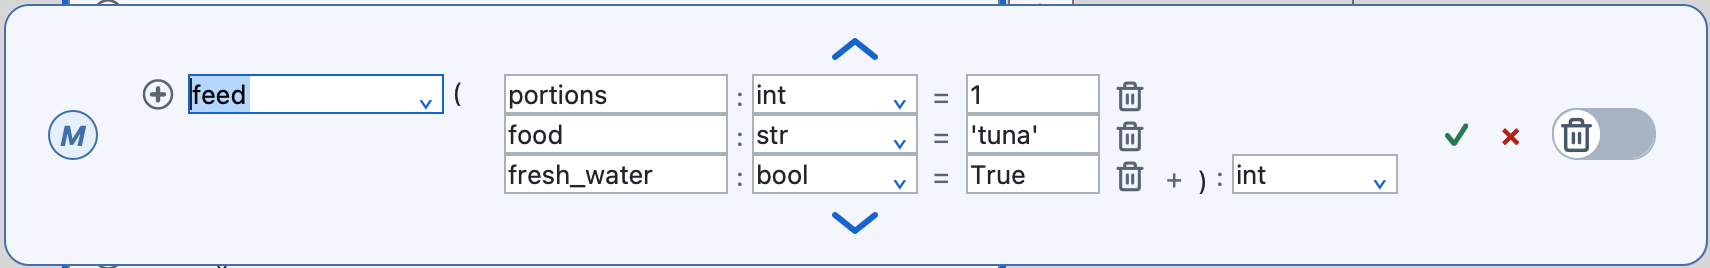 feed ( portions : int = 1
M food : str = 'tuna'
fresh_water : bool = True + ) : int